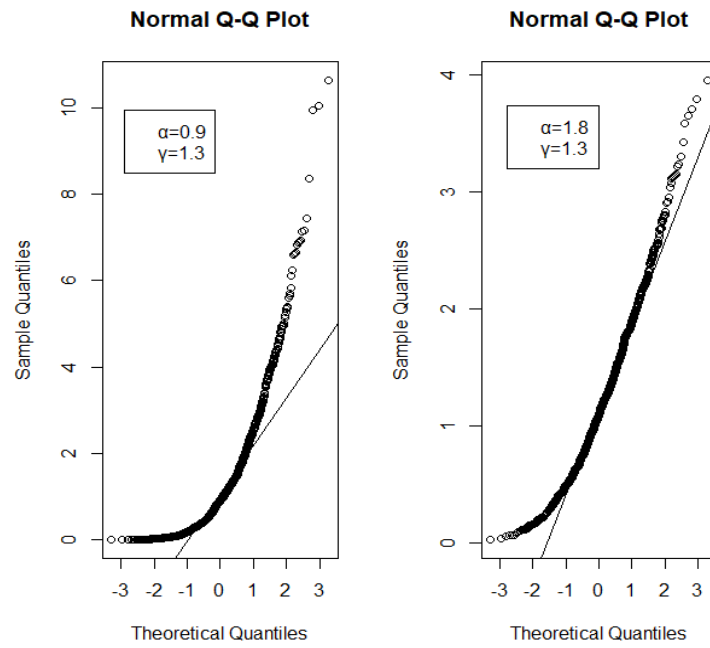 Normal Q-Q Plot
α=0.9
γ=1.3
Sample Quantiles
0
2
4
6
8
10
-3 -2 -1 0 1 2 3
Theoretical Quantiles
Normal Q-Q Plot
α=1.8
γ=1.3
Sample Quantiles
0
1
2
3
4
-3 -2 -1 0 1 2 3
Theoretical Quantiles